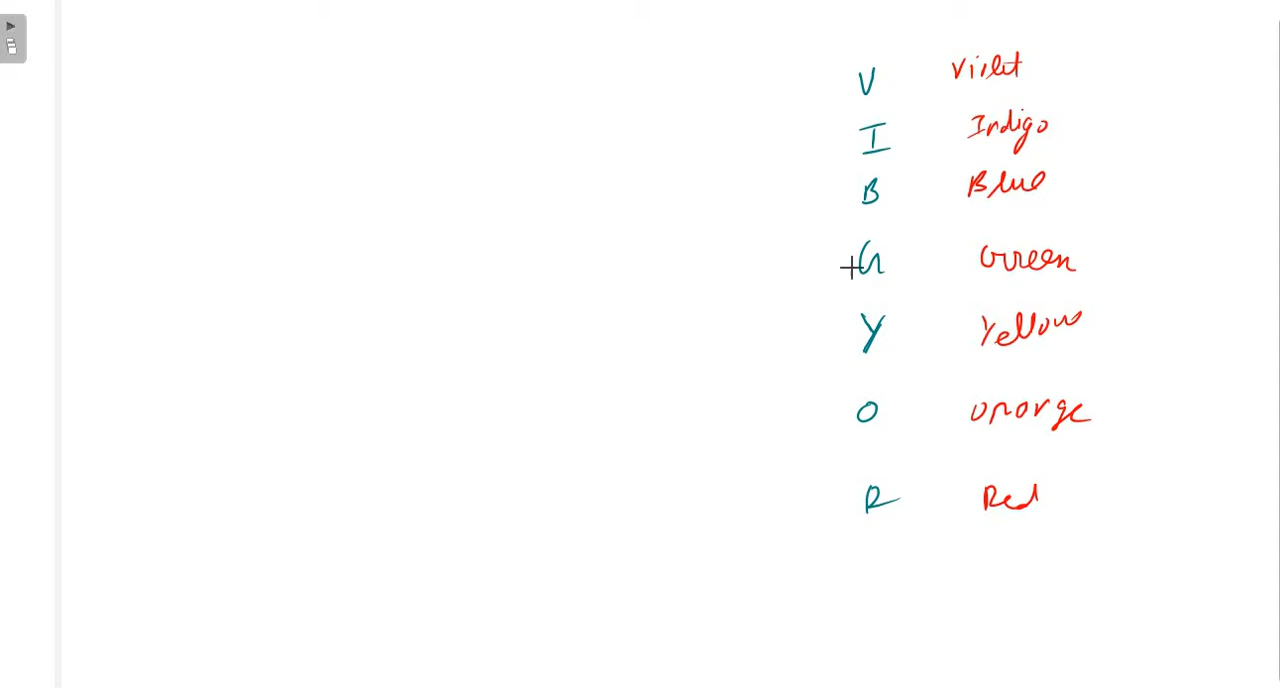 V Violet
I Indigo
B Blue
G Green
Y Yellow
O Orange
R Red